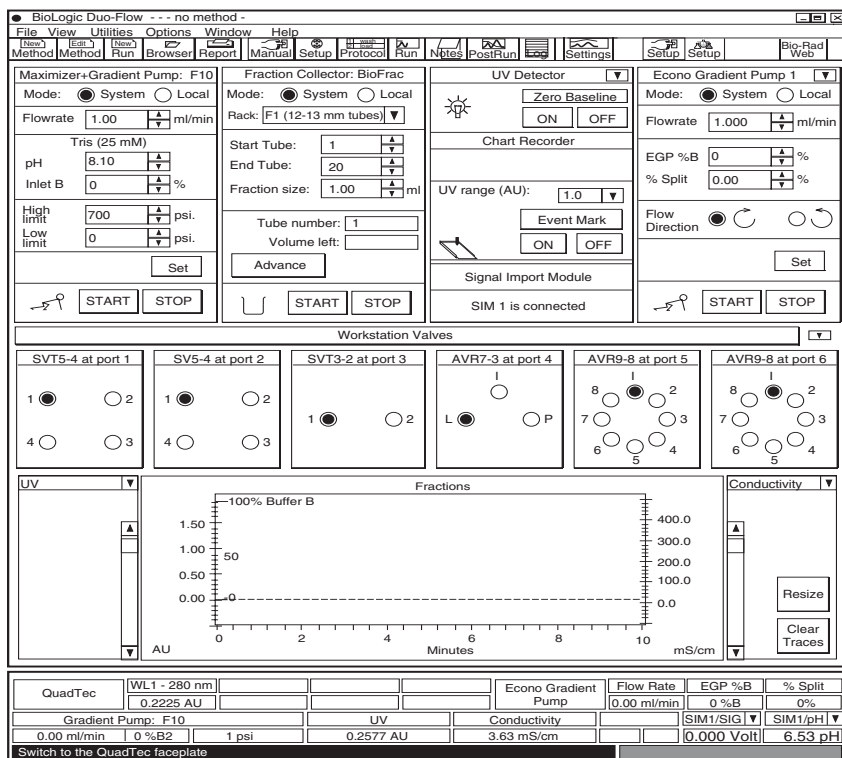 BioLogic Duo-Flow - - - no method -
File View Utilities Options Window Help
New Method Edit Method New Run Browser Report Manual Setup wash load Protocol Run Notes PostRun Log Settings Setup Setup Bio-Rad Web
Maximizer+Gradient Pump: F10
Mode: System Local
Flowrate 1.00 ml/min
Tris (25 mM)
pH 8.10
Inlet B 0 %
High limit 700 psi.
Low limit 0 psi.
Set
START STOP
Fraction Collector: BioFrac
Mode: System Local
Rack: F1 (12-13 mm tubes)
Start Tube: 1
End Tube: 20
Fraction size: 1.00 ml
Tube number: 1
Volume left:
Advance
START STOP
UV Detector
Zero Baseline
ON OFF
Chart Recorder
UV range (AU): 1.0
Event Mark
ON OFF
Signal Import Module
SIM 1 is connected
Econo Gradient Pump 1
Mode: System Local
Flowrate 1.000 ml/min
EGP %B 0 %
% Split 0.00 %
Flow Direction
Set
START STOP
Workstation Valves
SVT5-4 at port 1
1 2
4 3
SV5-4 at port 2
1 2
4 3
SVT3-2 at port 3
1 2
AVR7-3 at port 4
I
L P
AVR9-8 at port 5
I
8 2
7 3
6 4
5
AVR9-8 at port 6
I
8 2
7 3
6 4
5
UV
Fractions
Conductivity
100% Buffer B
1.50 400.0
1.00 300.0
50
0.50 200.0
100.0
0.00 0 0.0
0 2 4 6 8 10
AU Minutes mS/cm
Resize
Clear Traces
QuadTec WL1 - 280 nm Econo Gradient Pump Flow Rate EGP %B % Split
0.2225 AU 0.00 ml/min 0 %B 0%
Gradient Pump: F10 UV Conductivity SIM1/SIG SIM1/pH
0.00 ml/min 0 %B2 1 psi 0.2577 AU 3.63 mS/cm 0.000 Volt 6.53 pH
Switch to the QuadTec faceplate